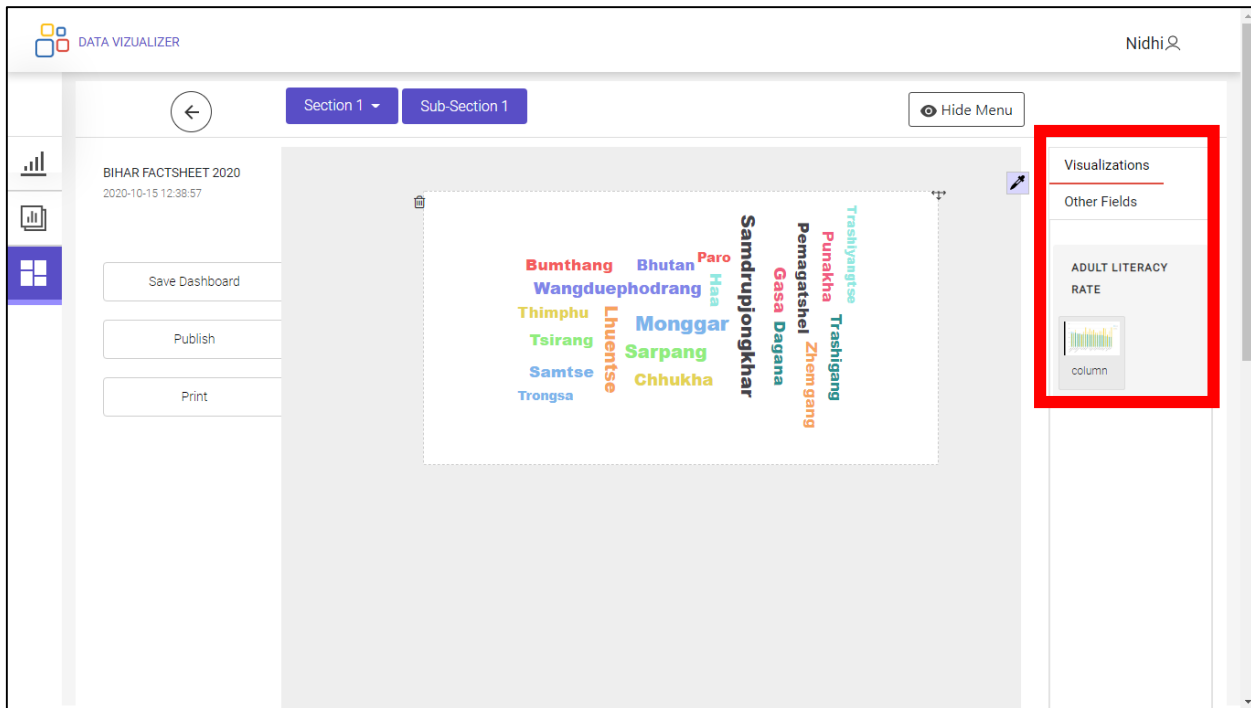 DATA VIZUALIZER
Nidhi
Section 1
Sub-Section 1
Hide Menu
BIHAR FACTSHEET 2020
2020-10-15 12:38:57
Save Dashboard
Publish
Print
Bumthang
Bhutan
Paro
Wangduephodrang
Haa
Thimphu
Lhuentse
Monggar
Tsirang
Sarpang
Samtse
Chhukha
Trongsa
Samdrupjongkhar
Gasa
Dagana
Pemagatshel
Zhemgang
Punakha
Trashigang
Trashiyangtse
Visualizations
Other Fields
ADULT LITERACY
RATE
column